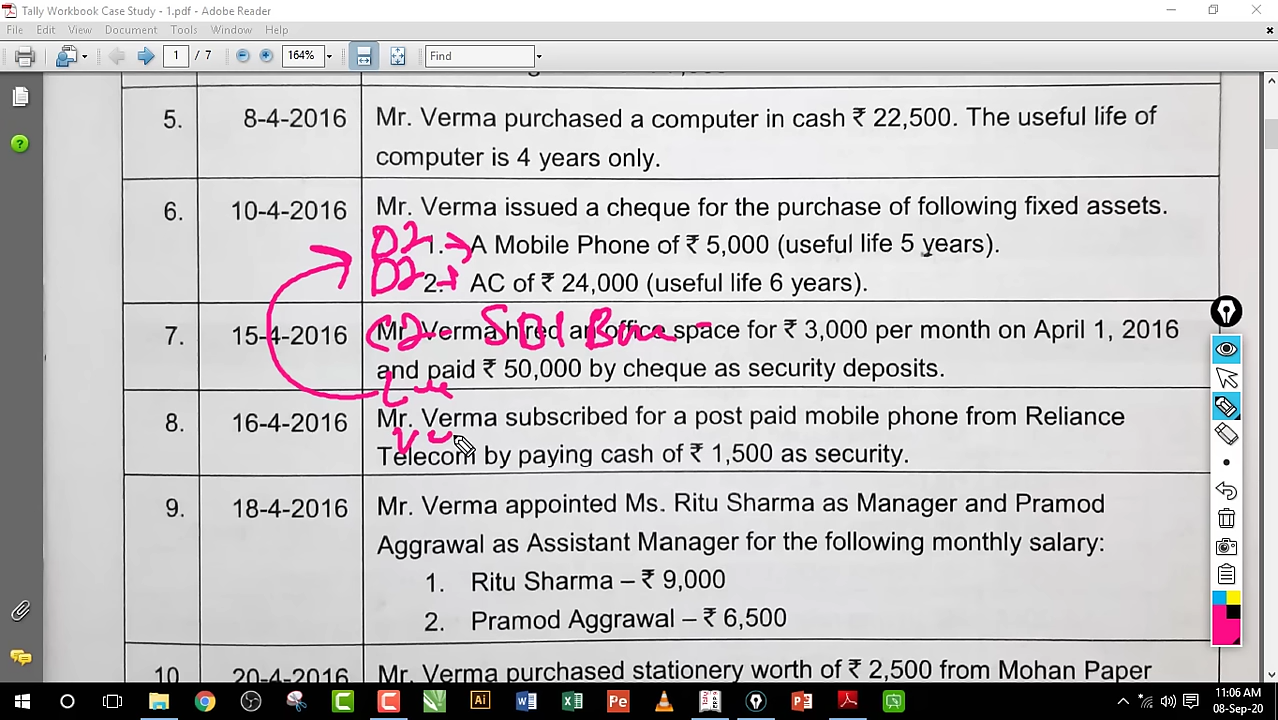 Tally Workbook Case Study - 1.pdf - Adobe Reader
File Edit View Document Tools Window Help
1 / 7 164% Find
5. 8-4-2016 Mr. Verma purchased a computer in cash ₹ 22,500. The useful life of
computer is 4 years only.
6. 10-4-2016 Mr. Verma issued a cheque for the purchase of following fixed assets.
1. A Mobile Phone of ₹ 5,000 (useful life 5 years).
2. AC of ₹ 24,000 (useful life 6 years).
7. 15-4-2016 Mr. Verma hired an office space for ₹ 3,000 per month on April 1, 2016
and paid ₹ 50,000 by cheque as security deposits.
8. 16-4-2016 Mr. Verma subscribed for a post paid mobile phone from Reliance
Telecom by paying cash of ₹ 1,500 as security.
9. 18-4-2016 Mr. Verma appointed Ms. Ritu Sharma as Manager and Pramod
Aggrawal as Assistant Manager for the following monthly salary:
1. Ritu Sharma – ₹ 9,000
2. Pramod Aggrawal – ₹ 6,500
10. 20-4-2016 Mr. Verma purchased stationery worth of ₹ 2,500 from Mohan Paper
11:06 AM
08-Sep-20